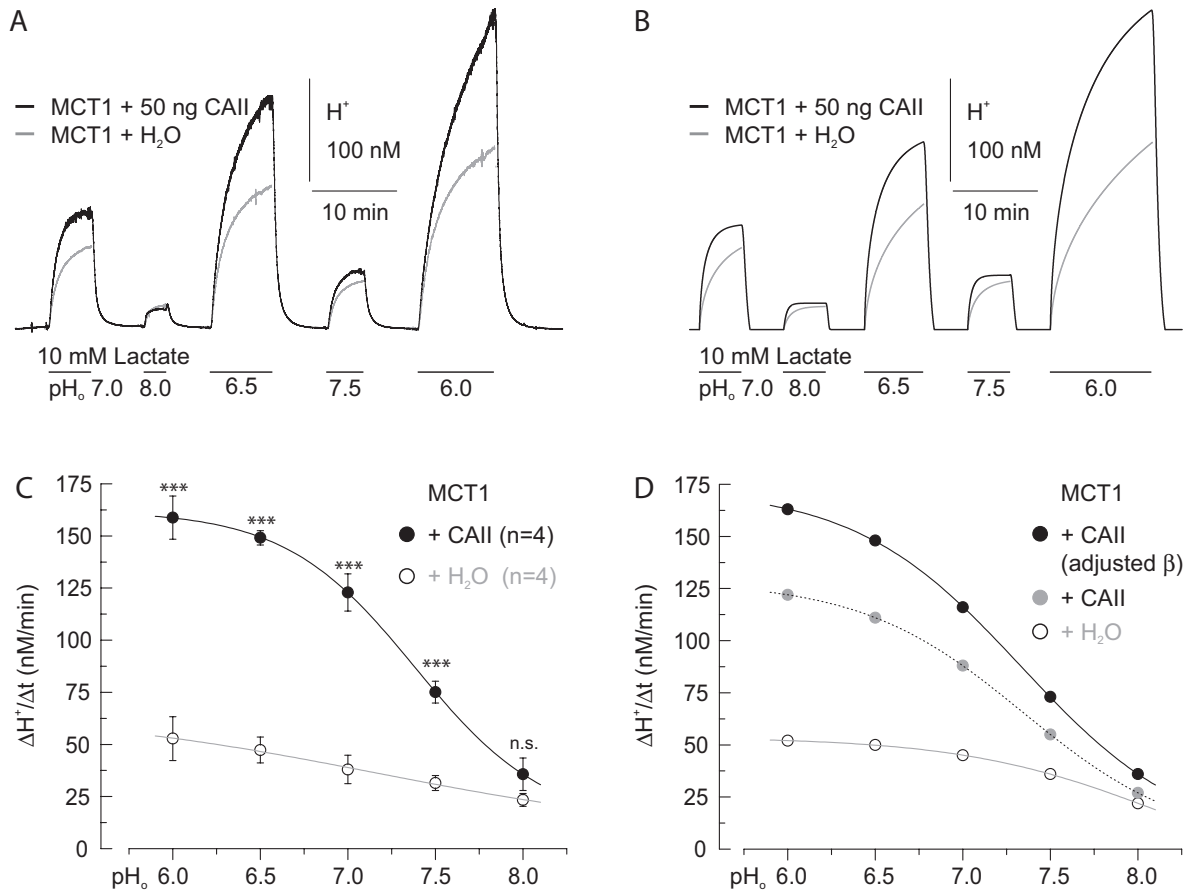 A
MCT1 + 50 ng CAII
MCT1 + H₂O
H⁺
100 nM
10 min
10 mM Lactate
pHₒ 7.0 8.0 6.5 7.5 6.0
B
MCT1 + 50 ng CAII
MCT1 + H₂O
H⁺
100 nM
10 min
10 mM Lactate
pHₒ 7.0 8.0 6.5 7.5 6.0
C
MCT1
+ CAII (n=4)
+ H₂O (n=4)
*** *** *** *** n.s.
ΔH⁺/Δt (nM/min)
175
150
125
100
75
50
25
0
pHₒ 6.0 6.5 7.0 7.5 8.0
D
MCT1
+ CAII
(adjusted β)
+ CAII
+ H₂O
ΔH⁺/Δt (nM/min)
175
150
125
100
75
50
25
0
pHₒ 6.0 6.5 7.0 7.5 8.0